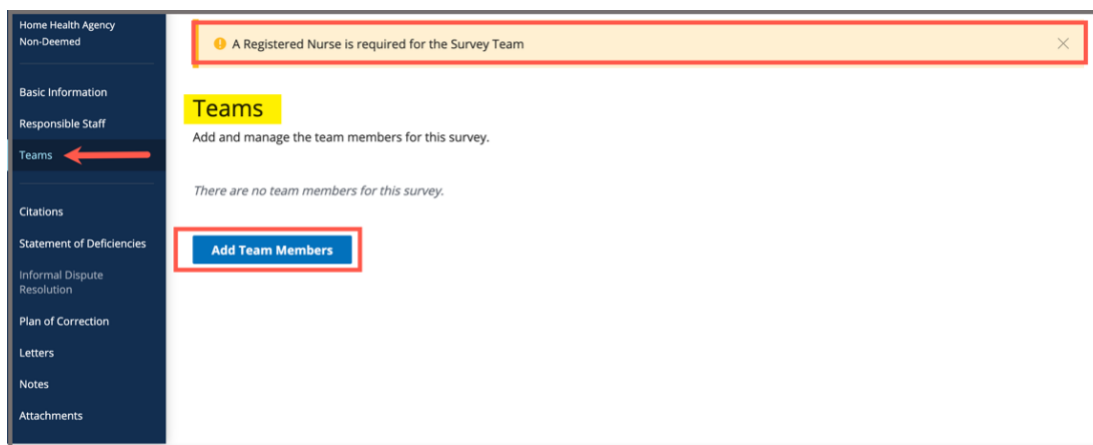 Home Health Agency
Non-Deemed
Basic Information
Responsible Staff
Teams
Citations
Statement of Deficiencies
Informal Dispute
Resolution
Plan of Correction
Letters
Notes
Attachments
A Registered Nurse is required for the Survey Team
Teams
Add and manage the team members for this survey.
There are no team members for this survey.
Add Team Members